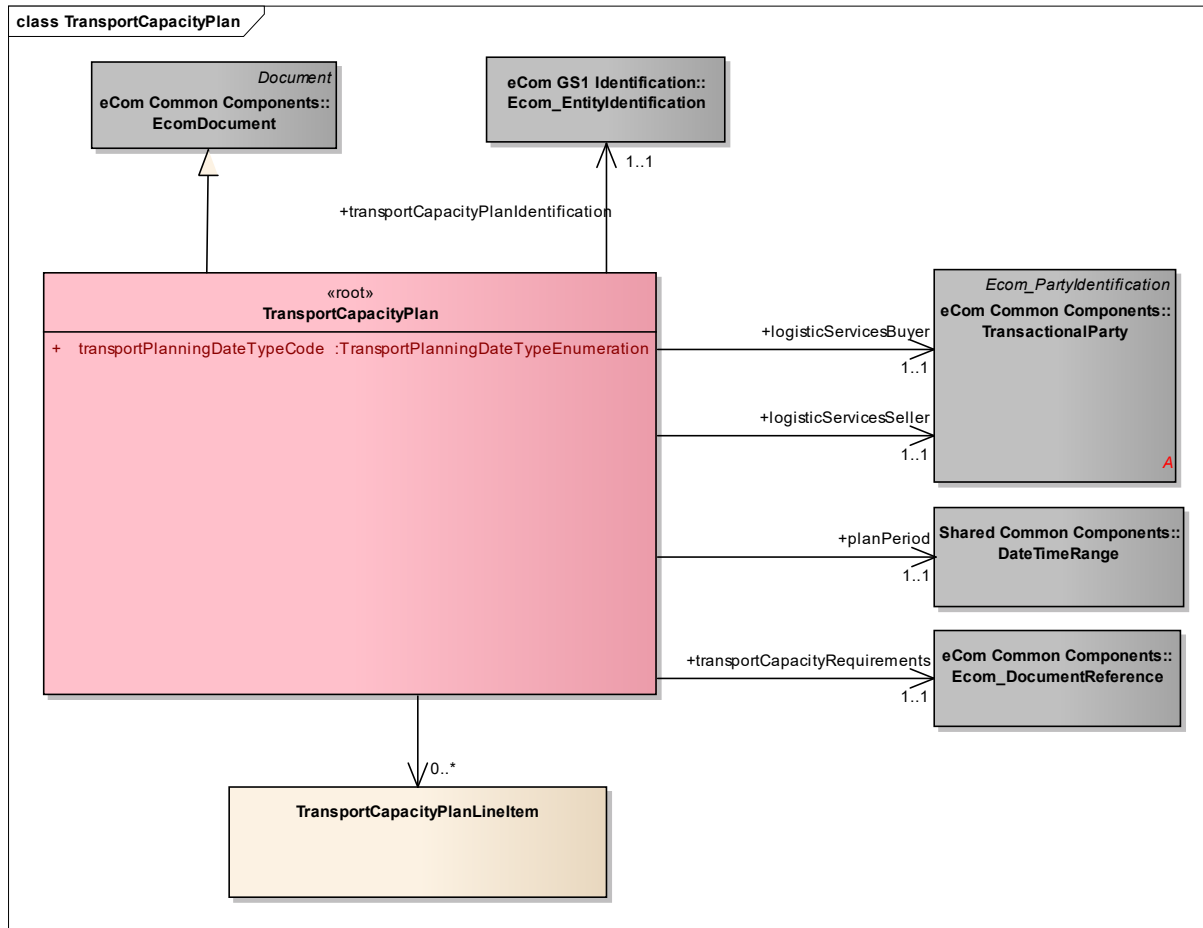 class TransportCapacityPlan
Document
eCom Common Components::
EcomDocument
eCom GS1 Identification::
Ecom_EntityIdentification
1..1
+transportCapacityPlanIdentification
«root»
TransportCapacityPlan
+ transportPlanningDateTypeCode :TransportPlanningDateTypeEnumeration
Ecom_PartyIdentification
eCom Common Components::
TransactionalParty
A
+logisticServicesBuyer
1..1
+logisticServicesSeller
1..1
+planPeriod
1..1
Shared Common Components::
DateTimeRange
+transportCapacityRequirements
1..1
eCom Common Components::
Ecom_DocumentReference
0..*
TransportCapacityPlanLineItem